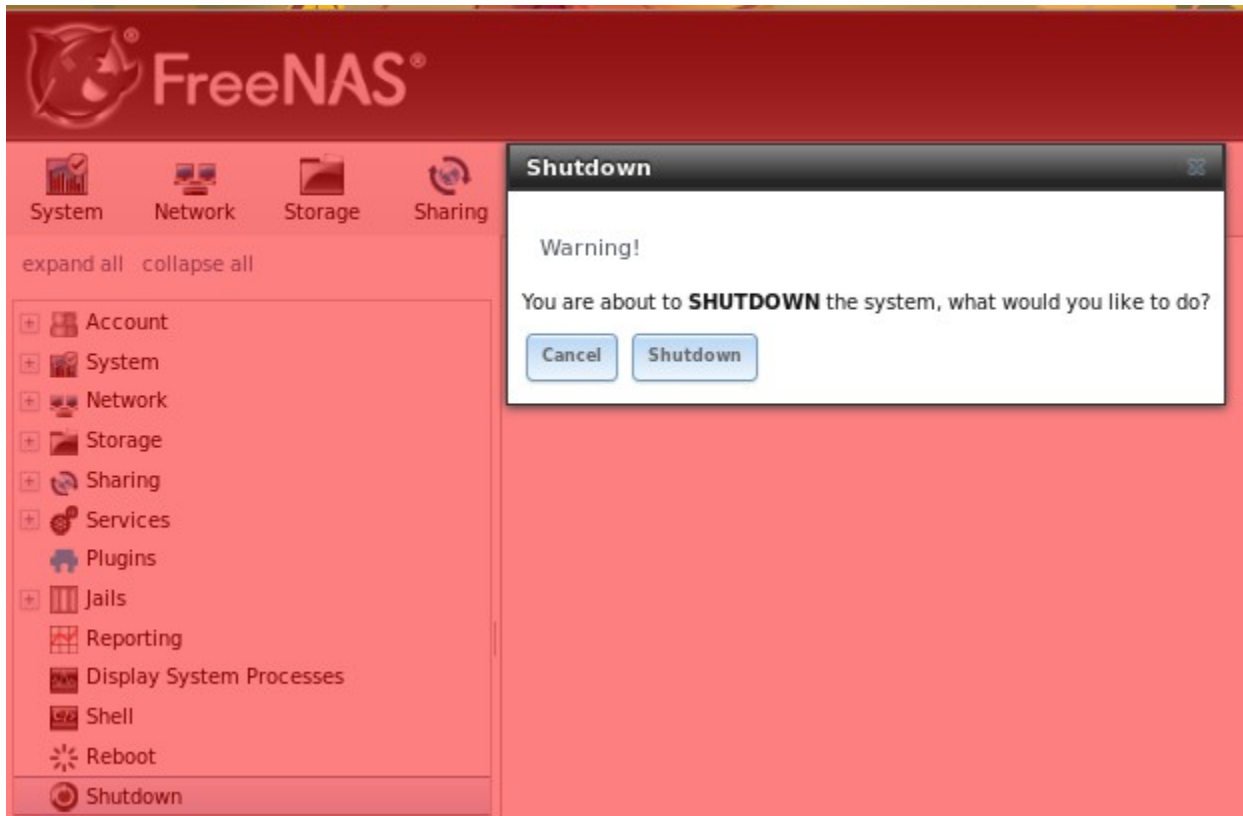 FreeNAS®
System Network Storage Sharing
expand all collapse all
Account
System
Network
Storage
Sharing
Services
Plugins
Jails
Reporting
Display System Processes
Shell
Reboot
Shutdown
Shutdown
Warning!
You are about to SHUTDOWN the system, what would you like to do?
Cancel Shutdown